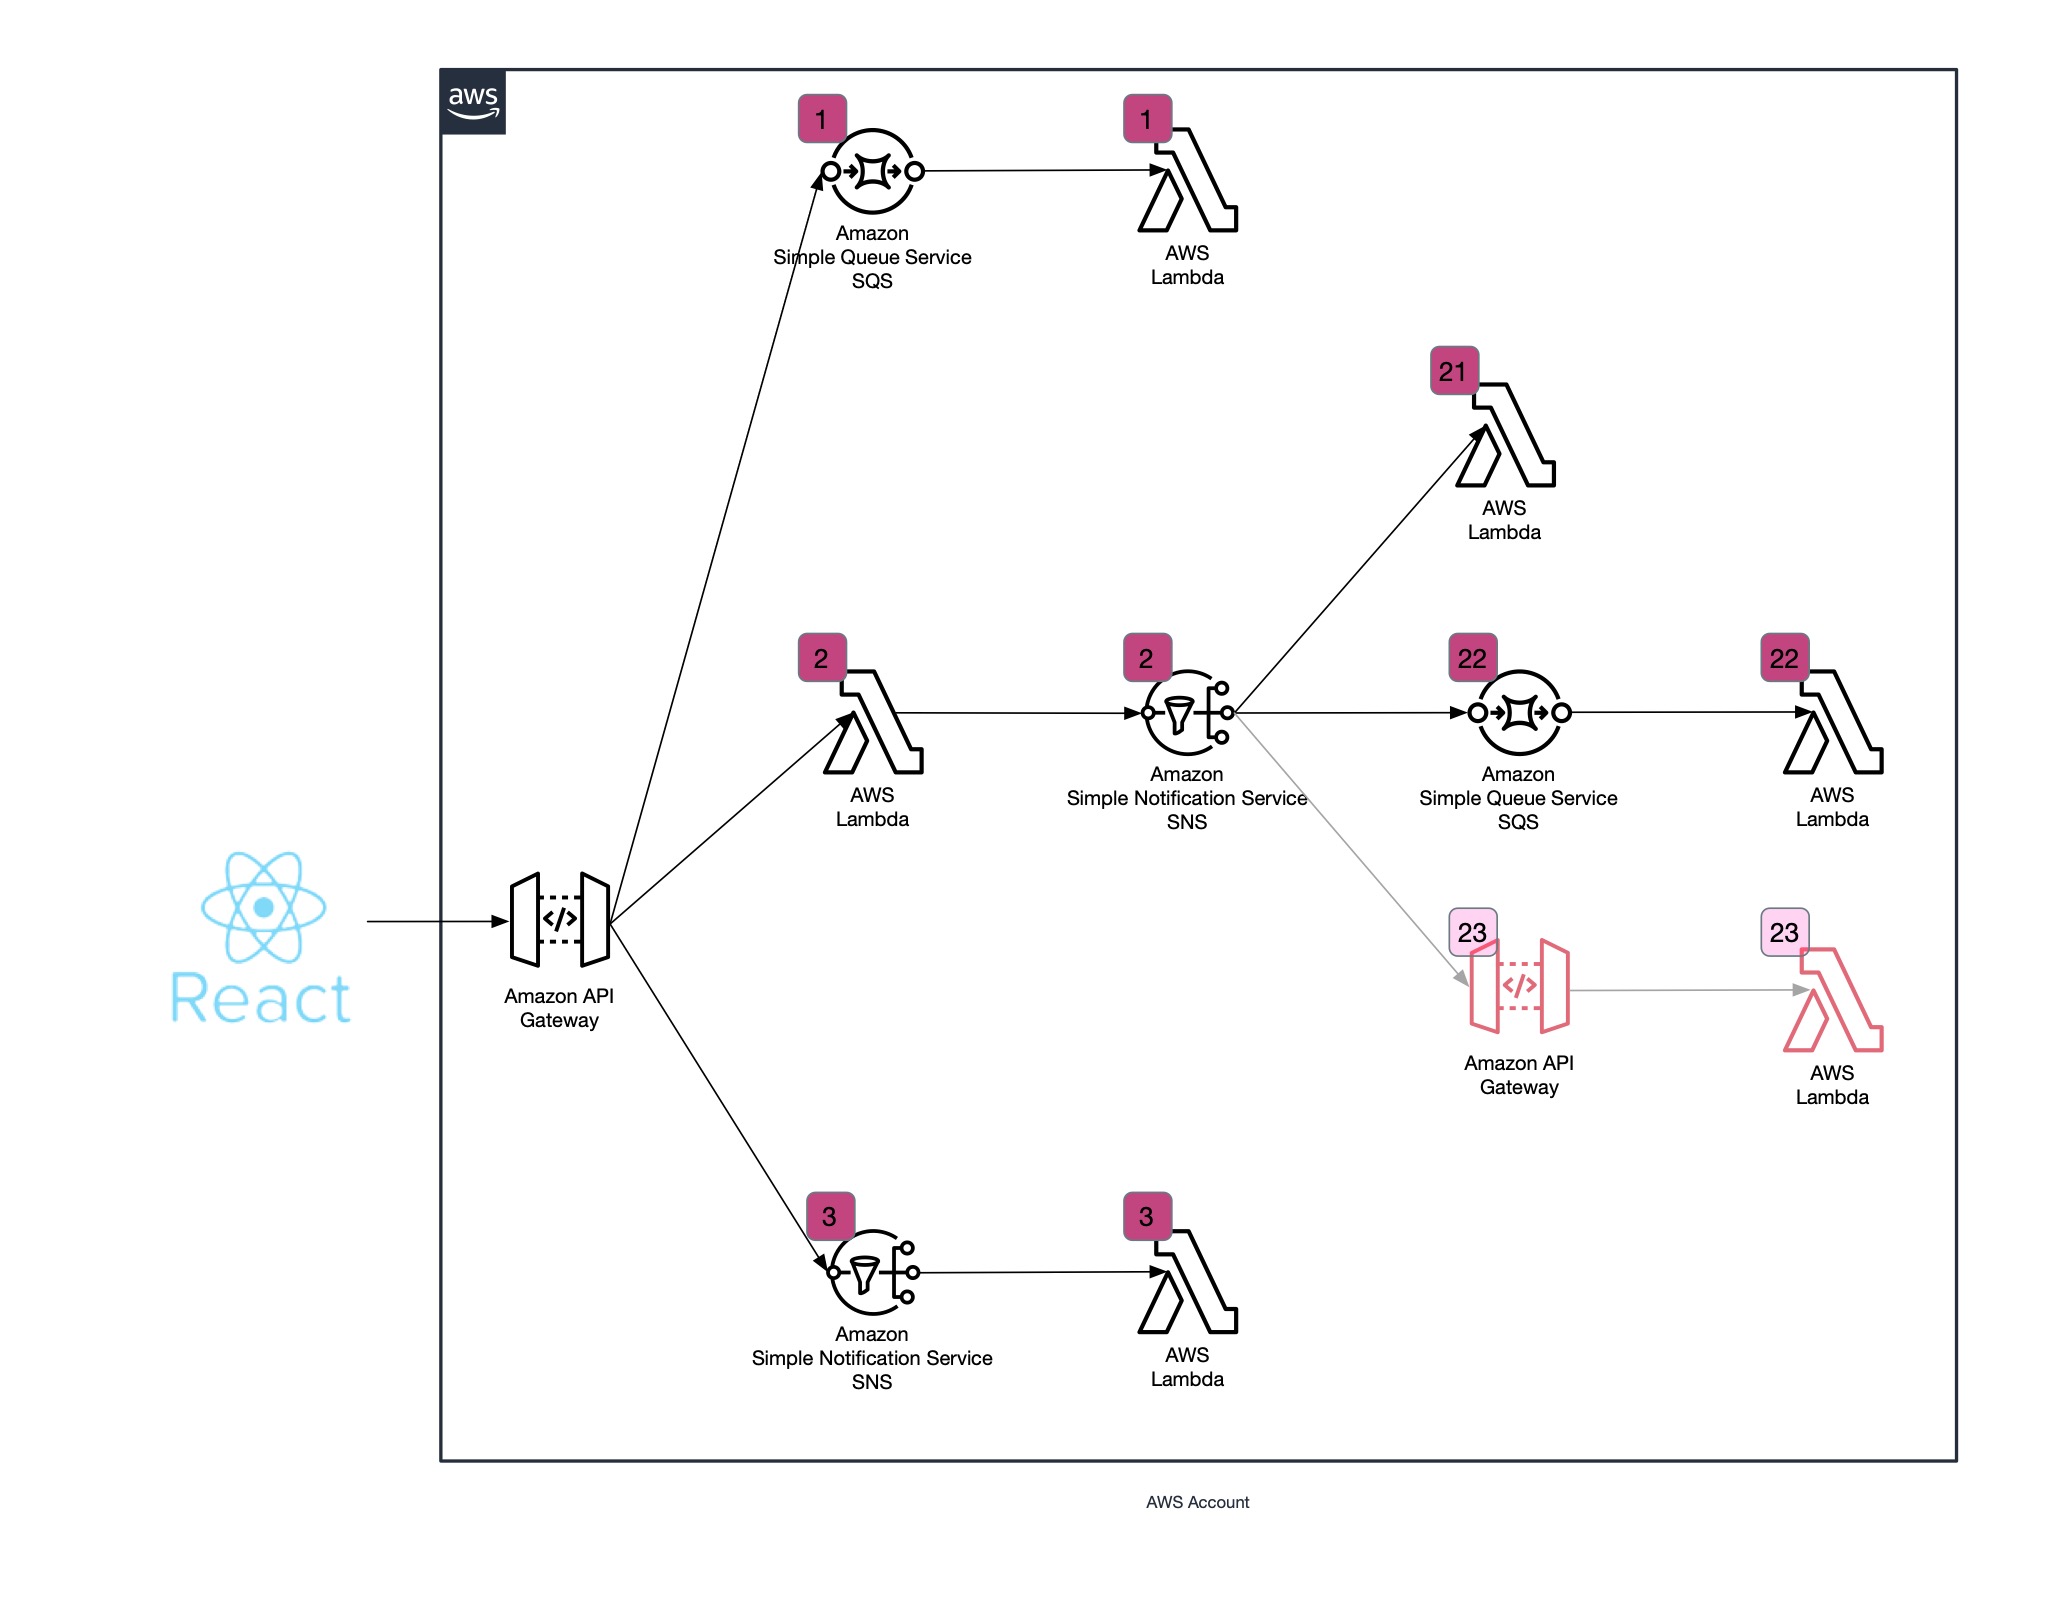 aws
1
1
Amazon
Simple Queue Service
SQS
AWS
Lambda
21
AWS
Lambda
2
2
22
22
AWS
Lambda
Amazon
Simple Notification Service
SNS
Amazon
Simple Queue Service
SQS
AWS
Lambda
React
</>
Amazon API
Gateway
23
23
</>
Amazon API
Gateway
AWS
Lambda
3
3
Amazon
Simple Notification Service
SNS
AWS
Lambda
AWS Account